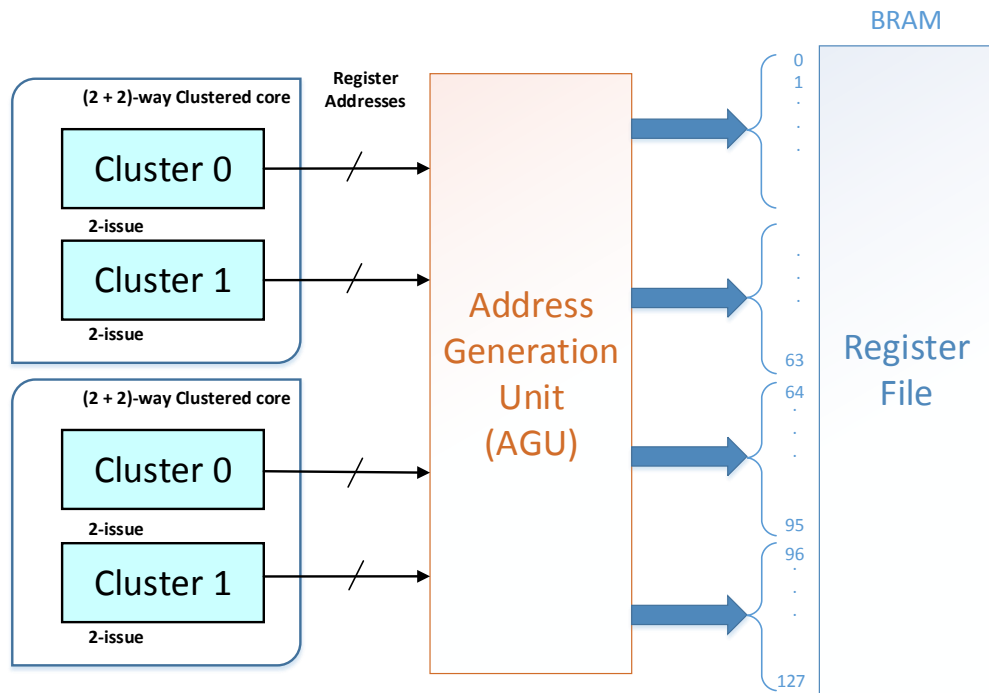 BRAM
(2 + 2)-way Clustered core
Cluster 0
2-issue
Cluster 1
2-issue
(2 + 2)-way Clustered core
Cluster 0
2-issue
Cluster 1
2-issue
Register
Addresses
Address
Generation
Unit
(AGU)
0
1
.
.
.
.
.
.
63
64
.
.
.
95
96
.
.
.
127
Register
File